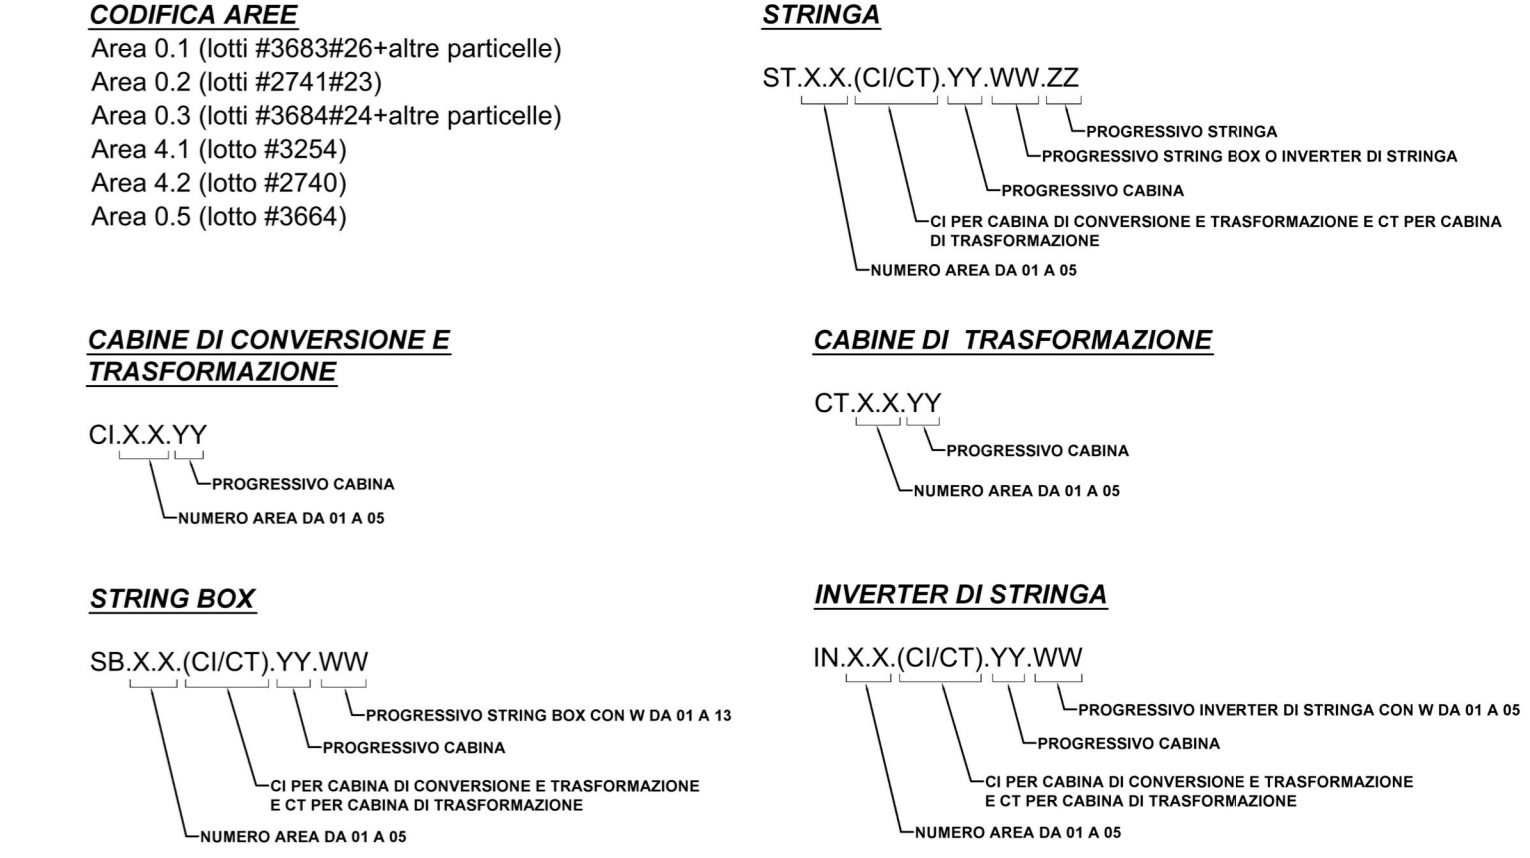 CODIFICA AREE
Area 0.1 (lotti #3683#26+altre particelle)
Area 0.2 (lotti #2741#23)
Area 0.3 (lotti #3684#24+altre particelle)
Area 4.1 (lotto #3254)
Area 4.2 (lotto #2740)
Area 0.5 (lotto #3664)
STRINGA
ST.X.X.(CI/CT).YY.WW.ZZ
PROGRESSIVO STRINGA
PROGRESSIVO STRING BOX O INVERTER DI STRINGA
PROGRESSIVO CABINA
CI PER CABINA DI CONVERSIONE E TRASFORMAZIONE E CT PER CABINA
DI TRASFORMAZIONE
NUMERO AREA DA 01 A 05
CABINE DI CONVERSIONE E
TRASFORMAZIONE
CI.X.X.YY
PROGRESSIVO CABINA
NUMERO AREA DA 01 A 05
CABINE DI  TRASFORMAZIONE
CT.X.X.YY
PROGRESSIVO CABINA
NUMERO AREA DA 01 A 05
STRING BOX
SB.X.X.(CI/CT).YY.WW
PROGRESSIVO STRING BOX CON W DA 01 A 13
PROGRESSIVO CABINA
CI PER CABINA DI CONVERSIONE E TRASFORMAZIONE
E CT PER CABINA DI TRASFORMAZIONE
NUMERO AREA DA 01 A 05
INVERTER DI STRINGA
IN.X.X.(CI/CT).YY.WW
PROGRESSIVO INVERTER DI STRINGA CON W DA 01 A 05
PROGRESSIVO CABINA
CI PER CABINA DI CONVERSIONE E TRASFORMAZIONE
E CT PER CABINA DI TRASFORMAZIONE
NUMERO AREA DA 01 A 05